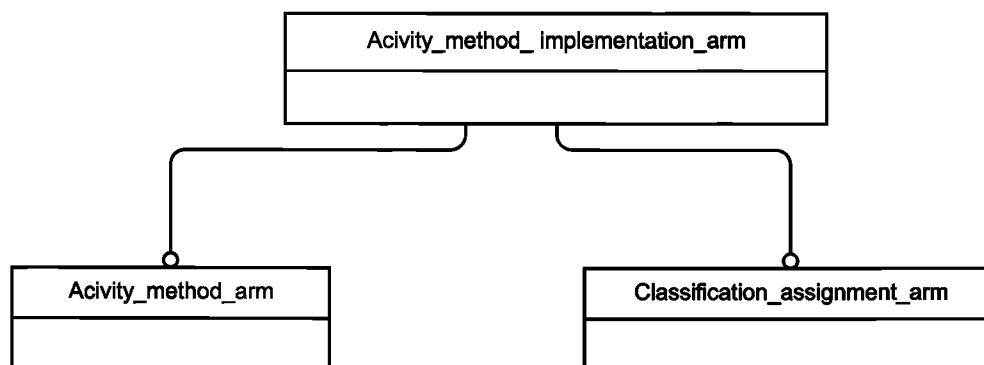 Acivity_method_ implementation_arm
Acivity_method_arm
Classification_assignment_arm